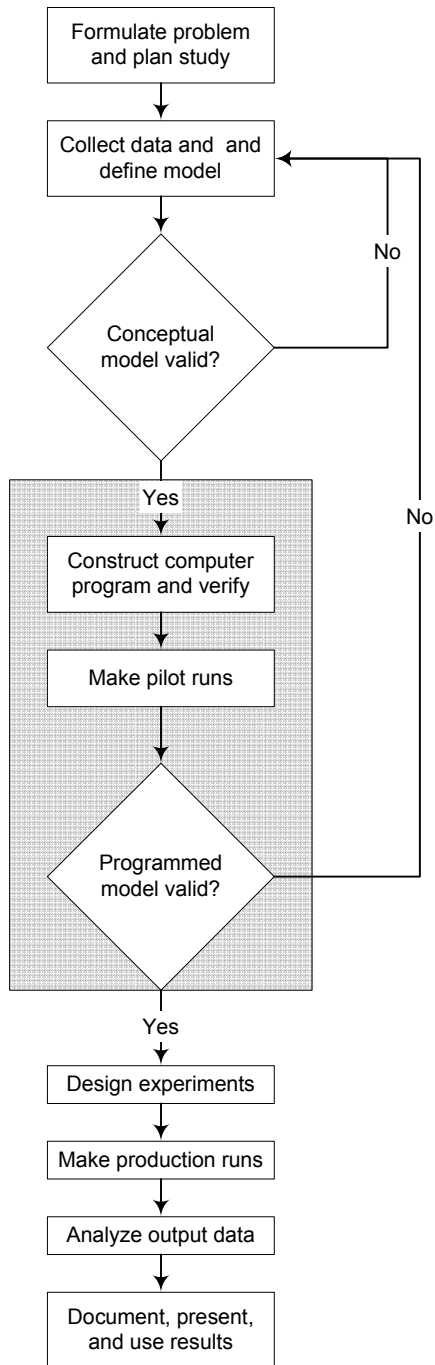 Formulate problem
and plan study
Collect data and and
define model
No
Conceptual
model valid?
Yes
No
Construct computer
program and verify
Make pilot runs
Programmed
model valid?
Yes
Design experiments
Make production runs
Analyze output data
Document, present,
and use results